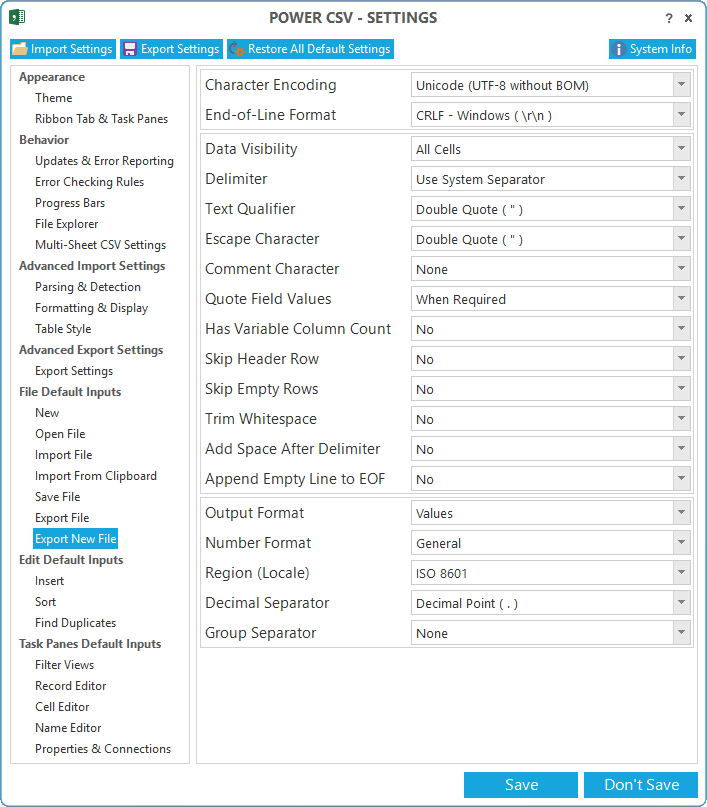 POWER CSV - SETTINGS
? x
Import Settings Export Settings Restore All Default Settings System Info
Appearance
Theme
Ribbon Tab & Task Panes
Behavior
Updates & Error Reporting
Error Checking Rules
Progress Bars
File Explorer
Multi-Sheet CSV Settings
Advanced Import Settings
Parsing & Detection
Formatting & Display
Table Style
Advanced Export Settings
Export Settings
File Default Inputs
New
Open File
Import File
Import From Clipboard
Save File
Export File
Export New File
Edit Default Inputs
Insert
Sort
Find Duplicates
Task Panes Default Inputs
Filter Views
Record Editor
Cell Editor
Name Editor
Properties & Connections
Character Encoding Unicode (UTF-8 without BOM)
End-of-Line Format CRLF - Windows ( \r\n )
Data Visibility All Cells
Delimiter Use System Separator
Text Qualifier Double Quote ( " )
Escape Character Double Quote ( " )
Comment Character None
Quote Field Values When Required
Has Variable Column Count No
Skip Header Row No
Skip Empty Rows No
Trim Whitespace No
Add Space After Delimiter No
Append Empty Line to EOF No
Output Format Values
Number Format General
Region (Locale) ISO 8601
Decimal Separator Decimal Point ( . )
Group Separator None
Save Don't Save